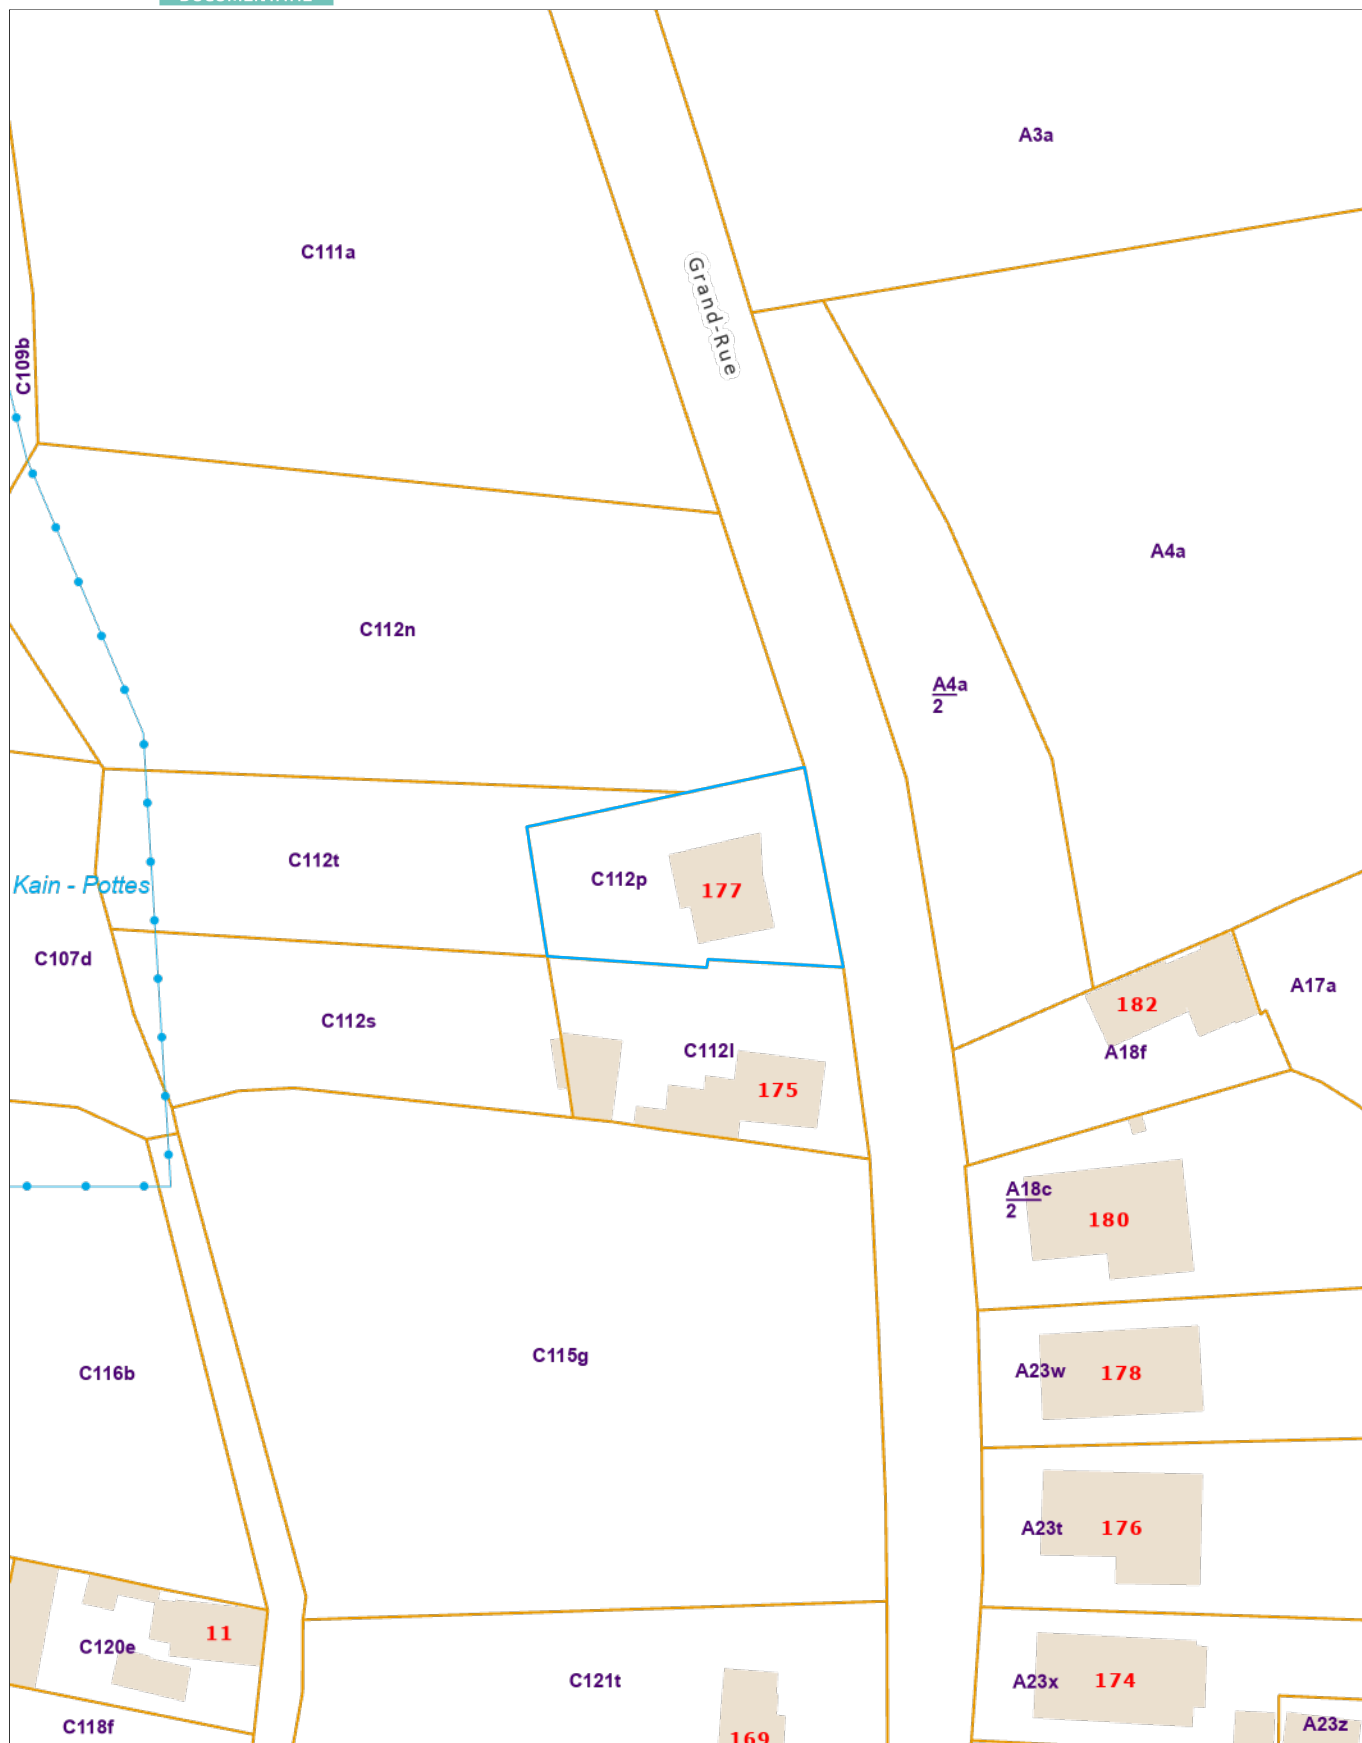 A3a
C111a
Grand-Rue
C109b
A4a
C112n
A4a
2
C112t
C112p
177
Kain - Pottes
C107d
A17a
182
C112s
C112l
A18f
175
A18c
2
180
C115g
C116b
A23w
178
A23t
176
11
C120e
C121t
A23x
174
C118f
A23z
169